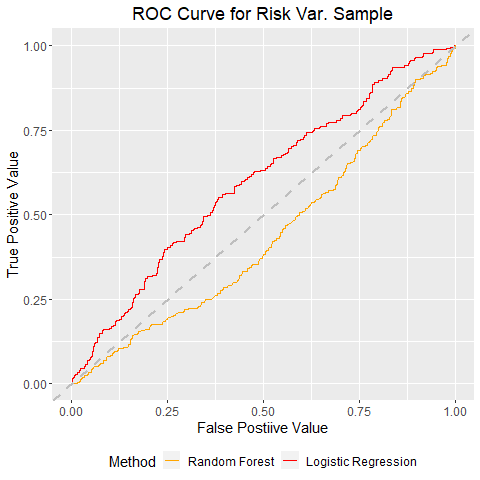 ROC Curve for Risk Var. Sample
True Positive Value
1.00
0.75
0.50
0.25
0.00
0.00 0.25 0.50 0.75 1.00
False Postiive Value
Method Random Forest Logistic Regression